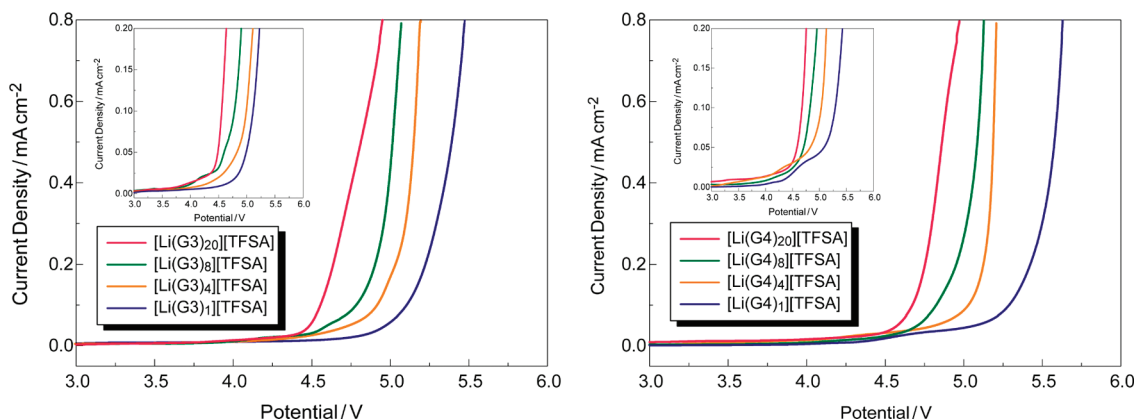 0.8
0.6
0.4
0.2
0.0
Current Density / mA cm-2
3.0 3.5 4.0 4.5 5.0 5.5 6.0
Potential / V
0.20
0.15
0.10
0.05
0.00
Current Density / mA cm-2
3.0 3.5 4.0 4.5 5.0 5.5 6.0
Potential / V
[Li(G3)20][TFSA]
[Li(G3)8][TFSA]
[Li(G3)4][TFSA]
[Li(G3)1][TFSA]
0.8
0.6
0.4
0.2
0.0
Current Density / mA cm-2
3.0 3.5 4.0 4.5 5.0 5.5 6.0
Potential / V
0.20
0.15
0.10
0.05
0.00
Current Density / mA cm-2
3.0 3.5 4.0 4.5 5.0 5.5 6.0
Potential / V
[Li(G4)20][TFSA]
[Li(G4)8][TFSA]
[Li(G4)4][TFSA]
[Li(G4)1][TFSA]